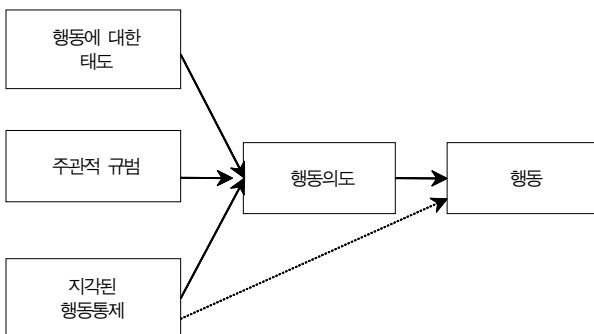 행동에 대한
태도
주관적 규범
행동의도
행동
지각된
행동통제